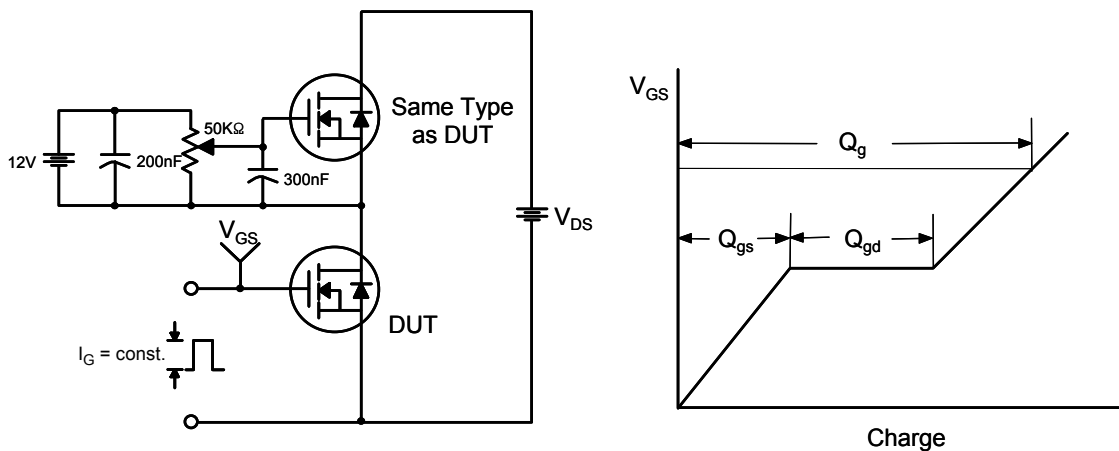 12V
200nF
50KΩ
300nF
Same Type
as DUT
V_DS
V_GS
DUT
I_G = const.
V_GS
Q_g
Q_gs
Q_gd
Charge